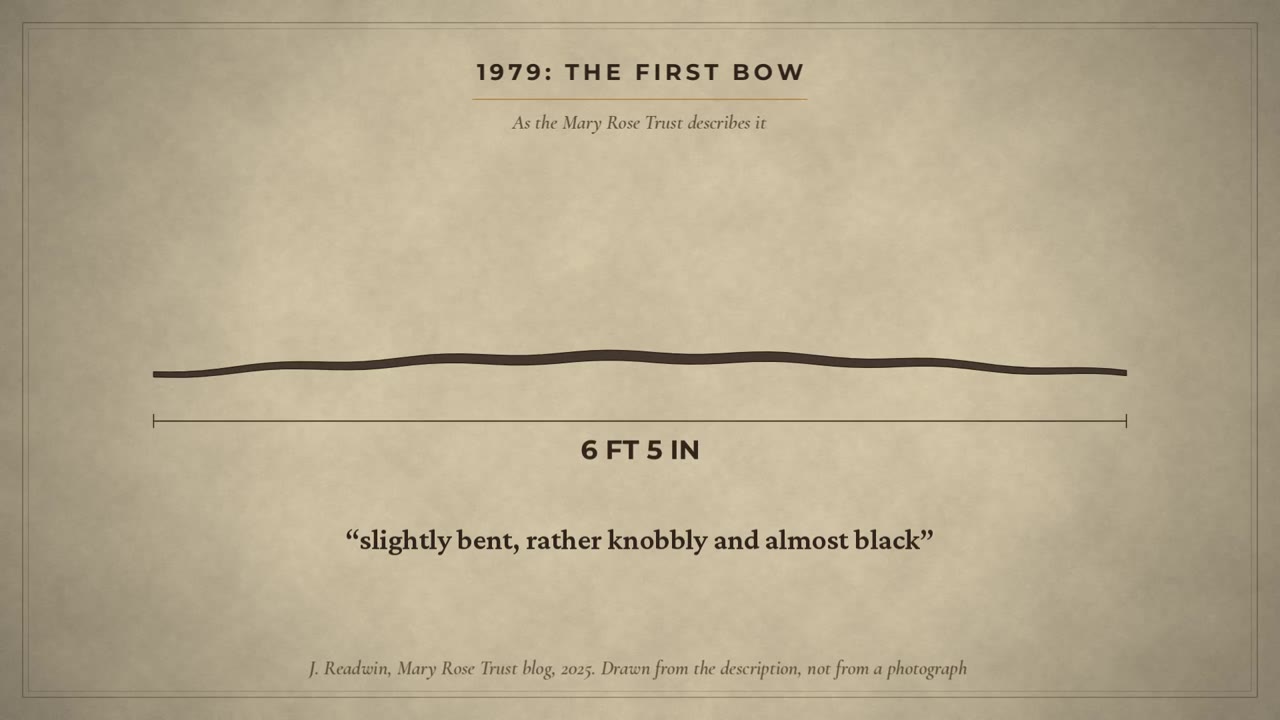 1979: THE FIRST BOW
As the Mary Rose Trust describes it
6 FT 5 IN
“slightly bent, rather knobbly and almost black”
J. Readwin, Mary Rose Trust blog, 2025. Drawn from the description, not from a photograph